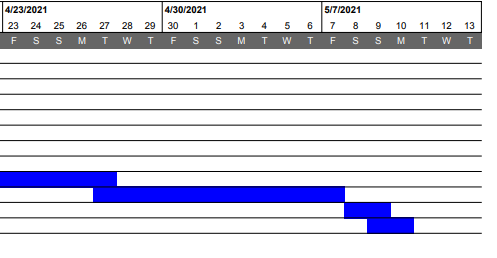 4/23/2021 4/30/2021 5/7/2021
23 24 25 26 27 28 29 30 1 2 3 4 5 6 7 8 9 10 11 12 13
F S S M T W T F S S M T W T F S S M T W T